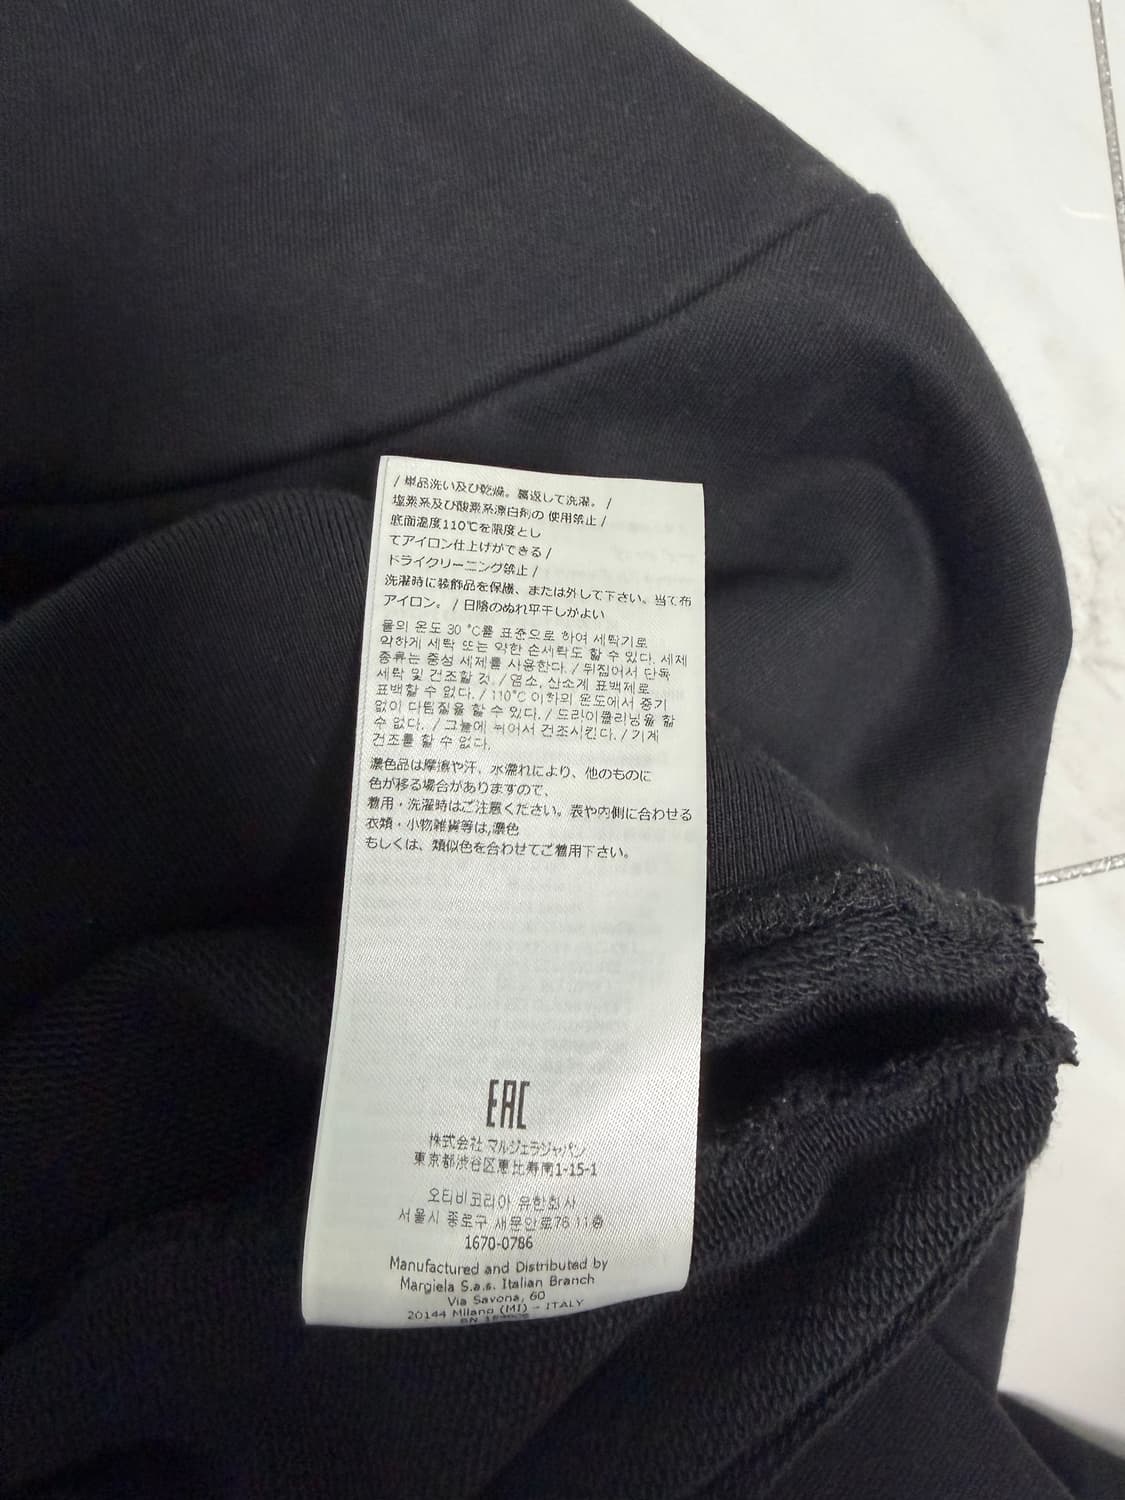 / 単品洗い及び乾燥。裏返して洗濯。 /
塩素系及び酸素系漂白剤の 使用禁止 /
底面温度110℃を限度とし
てアイロン仕上げができる /
ドライクリーニング禁止 /
洗濯時に装飾品を保護、または外して下さい。当て布
アイロン。 / 日陰のぬれ平干しがよい
물의 온도 30 °C를 표준으로 하여 세탁기로
약하게 세탁 또는 약한 손세탁도 할 수 있다. 세제
종류는 중성 세제를 사용한다. / 뒤집어서 단독
세탁 및 건조할 것. / 염소, 산소계 표백제로
표백할 수 없다. / 110°C 이하의 온도에서 증기
없이 다림질을 할 수 있다. / 드라이클리닝을 할
수 없다. / 그늘에 뉘어서 건조시킨다. / 기계
건조를 할 수 없다.
濃色品は摩擦や汗、水濡れにより、他のものに
色が移る場合がありますので、
着用・洗濯時はご注意ください。表や内側に合わせる
衣類・小物雑貨等は,濃色
もしくは、類似色を合わせてご着用下さい。
EAC
株式会社 マルジェラジャパン
東京都渋谷区恵比寿南1-15-1
오티비코리아 유한회사
서울시 종로구 새문안로76 11층
1670-0786
Manufactured and Distributed by
Margiela S.a.s. Italian Branch
Via Savona, 60
20144 Milano (MI) - ITALY